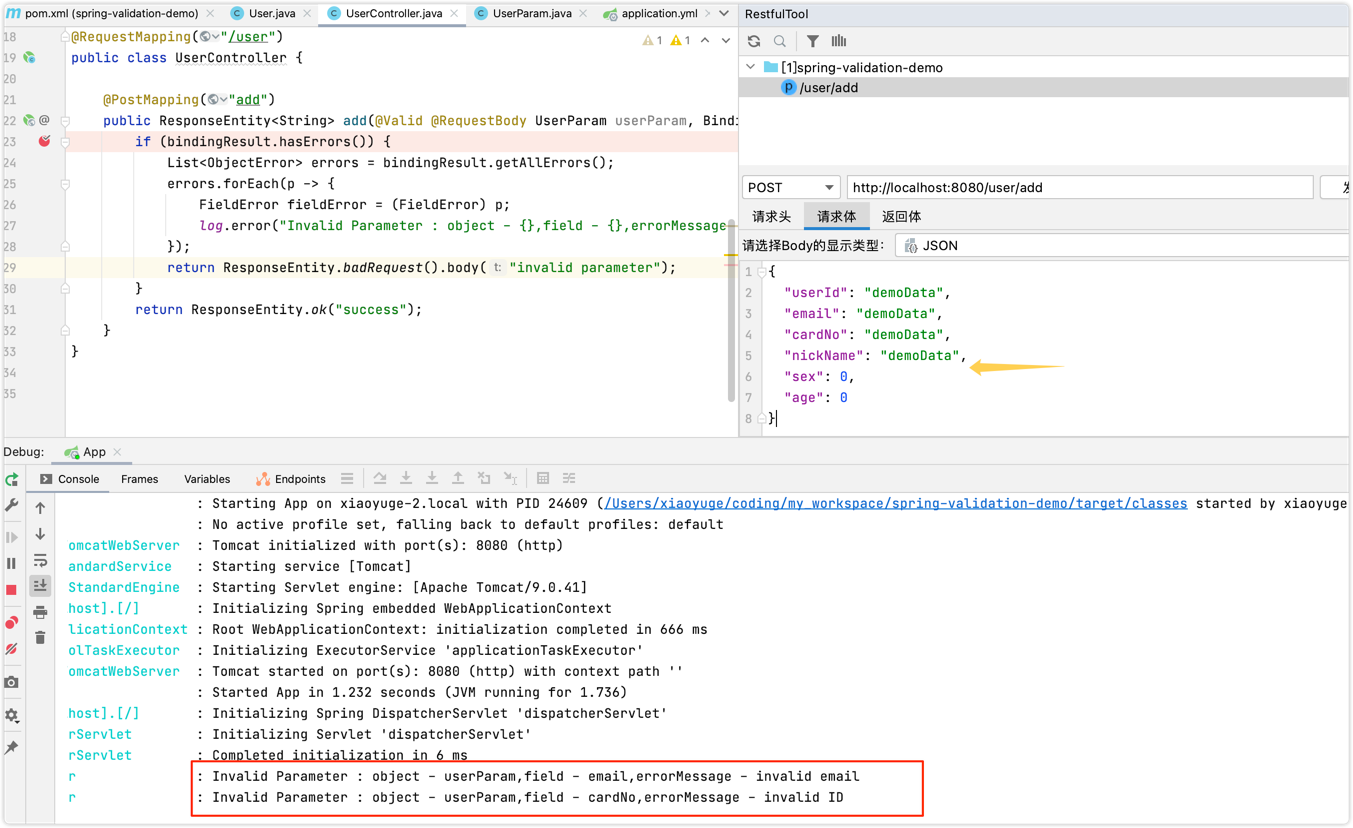 pom.xml (spring-validation-demo)
User.java
UserController.java
UserParam.java
application.yml
RestfulTool
18 @RequestMapping("/user")
19 public class UserController {
20
21 @PostMapping("add")
22 public ResponseEntity<String> add(@Valid @RequestBody UserParam userParam, Bindi
23 if (bindingResult.hasErrors()) {
24 List<ObjectError> errors = bindingResult.getAllErrors();
25 errors.forEach(p -> {
26 FieldError fieldError = (FieldError) p;
27 log.error("Invalid Parameter : object - {},field - {},errorMessage
28 });
29 return ResponseEntity.badRequest().body( t: "invalid parameter");
30 }
31 return ResponseEntity.ok("success");
32 }
33 }
34
35
1 1
[1]spring-validation-demo
p /user/add
POST
http://localhost:8080/user/add
请求头
请求体
返回体
请选择Body的显示类型:
JSON
1 {
2 "userId": "demoData",
3 "email": "demoData",
4 "cardNo": "demoData",
5 "nickName": "demoData",
6 "sex": 0,
7 "age": 0
8 }
Debug:
App
Console
Frames
Variables
Endpoints
: Starting App on xiaoyuge-2.local with PID 24609 (/Users/xiaoyuge/coding/my_workspace/spring-validation-demo/target/classes started by xiaoyuge
: No active profile set, falling back to default profiles: default
omcatWebServer : Tomcat initialized with port(s): 8080 (http)
andardService : Starting service [Tomcat]
StandardEngine : Starting Servlet engine: [Apache Tomcat/9.0.41]
host].[/] : Initializing Spring embedded WebApplicationContext
licationContext : Root WebApplicationContext: initialization completed in 666 ms
olTaskExecutor : Initializing ExecutorService 'applicationTaskExecutor'
omcatWebServer : Tomcat started on port(s): 8080 (http) with context path ''
: Started App in 1.232 seconds (JVM running for 1.736)
host].[/] : Initializing Spring DispatcherServlet 'dispatcherServlet'
rServlet : Initializing Servlet 'dispatcherServlet'
rServlet : Completed initialization in 6 ms
r : Invalid Parameter : object - userParam,field - email,errorMessage - invalid email
r : Invalid Parameter : object - userParam,field - cardNo,errorMessage - invalid ID